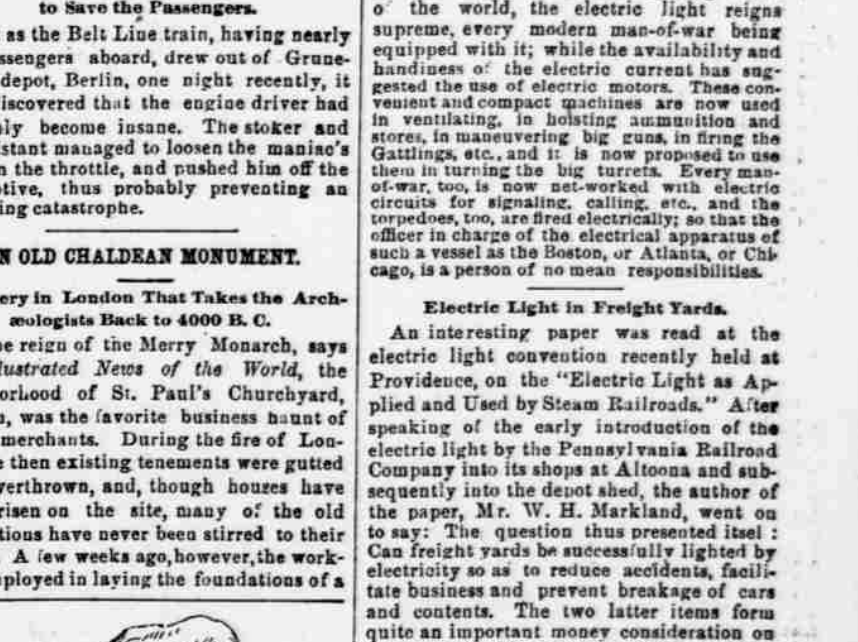 to Save the Passengers.
as the Belt Line train, having nearly
ssengers aboard, drew out of Grune-
depot, Berlin, one night recently, it
iscovered that the engine driver had
ly become insane. The stoker and
stant managed to loosen the maniac's
n the throttle, and pushed him off the
tive, thus probably preventing an
ing catastrophe.
N OLD CHALDEAN MONUMENT.
ery in London That Takes the Arch-
æologists Back to 4000 B. C.
he reign of the Merry Monarch, says
lustrated News of the World, the
orhood of St. Paul's Churchyard,
n, was the favorite business haunt of
merchants. During the fire of Lon-
e then existing tenements were gutted
verthrown, and, though houses have
risen on the site, many of the old
tions have never been stirred to their
A few weeks ago, however, the work-
ployed in laying the foundations of a
o the world, the electric light reigns
supreme, every modern man-of-war being
equipped with it; while the availability and
handiness of the electric current has sug-
gested the use of electric motors. These con-
venient and compact machines are now used
in ventilating, in hoisting ammunition and
stores, in maneuvering big guns, in firing the
Gattlings, etc., and it is now proposed to use
them in turning the big turrets. Every man-
of-war, too, is now net-worked with electric
circuits for signaling, calling, etc., and the
torpedoes, too, are fired electrically; so that the
officer in charge of the electrical apparatus of
such a vessel as the Boston, or Atlanta, or Chi-
cago, is a person of no mean responsibilities.
Electric Light in Freight Yards.
An interesting paper was read at the
electric light convention recently held at
Providence, on the "Electric Light as Ap-
plied and Used by Steam Railroads." After
speaking of the early introduction of the
electric light by the Pennsylvania Railroad
Company into its shops at Altoona and sub-
sequently into the depot shed, the author of
the paper, Mr. W. H. Markland, went on
to say: The question thus presented itsel :
Can freight yards be successfully lighted by
electricity so as to reduce accidents, facili-
tate business and prevent breakage of cars
and contents. The two latter items form
quite an important money consideration on